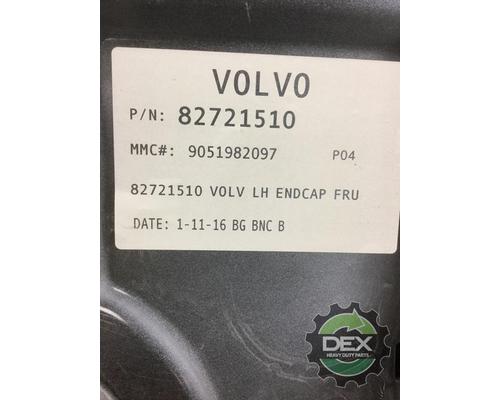 VOLVO
P/N: 82721510
MMC#: 9051982097 P04
82721510 VOLV LH ENDCAP FRU
DATE: 1-11-16 BG BNC B
DEX
HEAVY DUTY PARTS